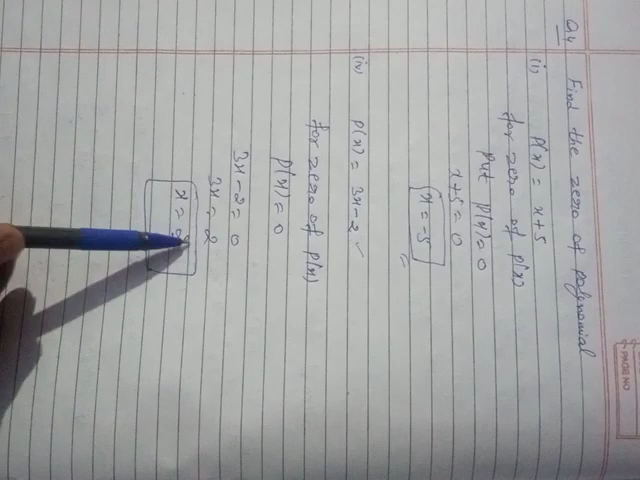 Q4 Find the zero of polynomial
(i) P(x) = x+5
for zero of p(x)
put p(x) = 0
x+5 = 0
x = -5
(iv) P(x) = 3x-2
for zero of p(x)
p(x) = 0
3x-2 = 0
3x = 2
x =
PAGE NO